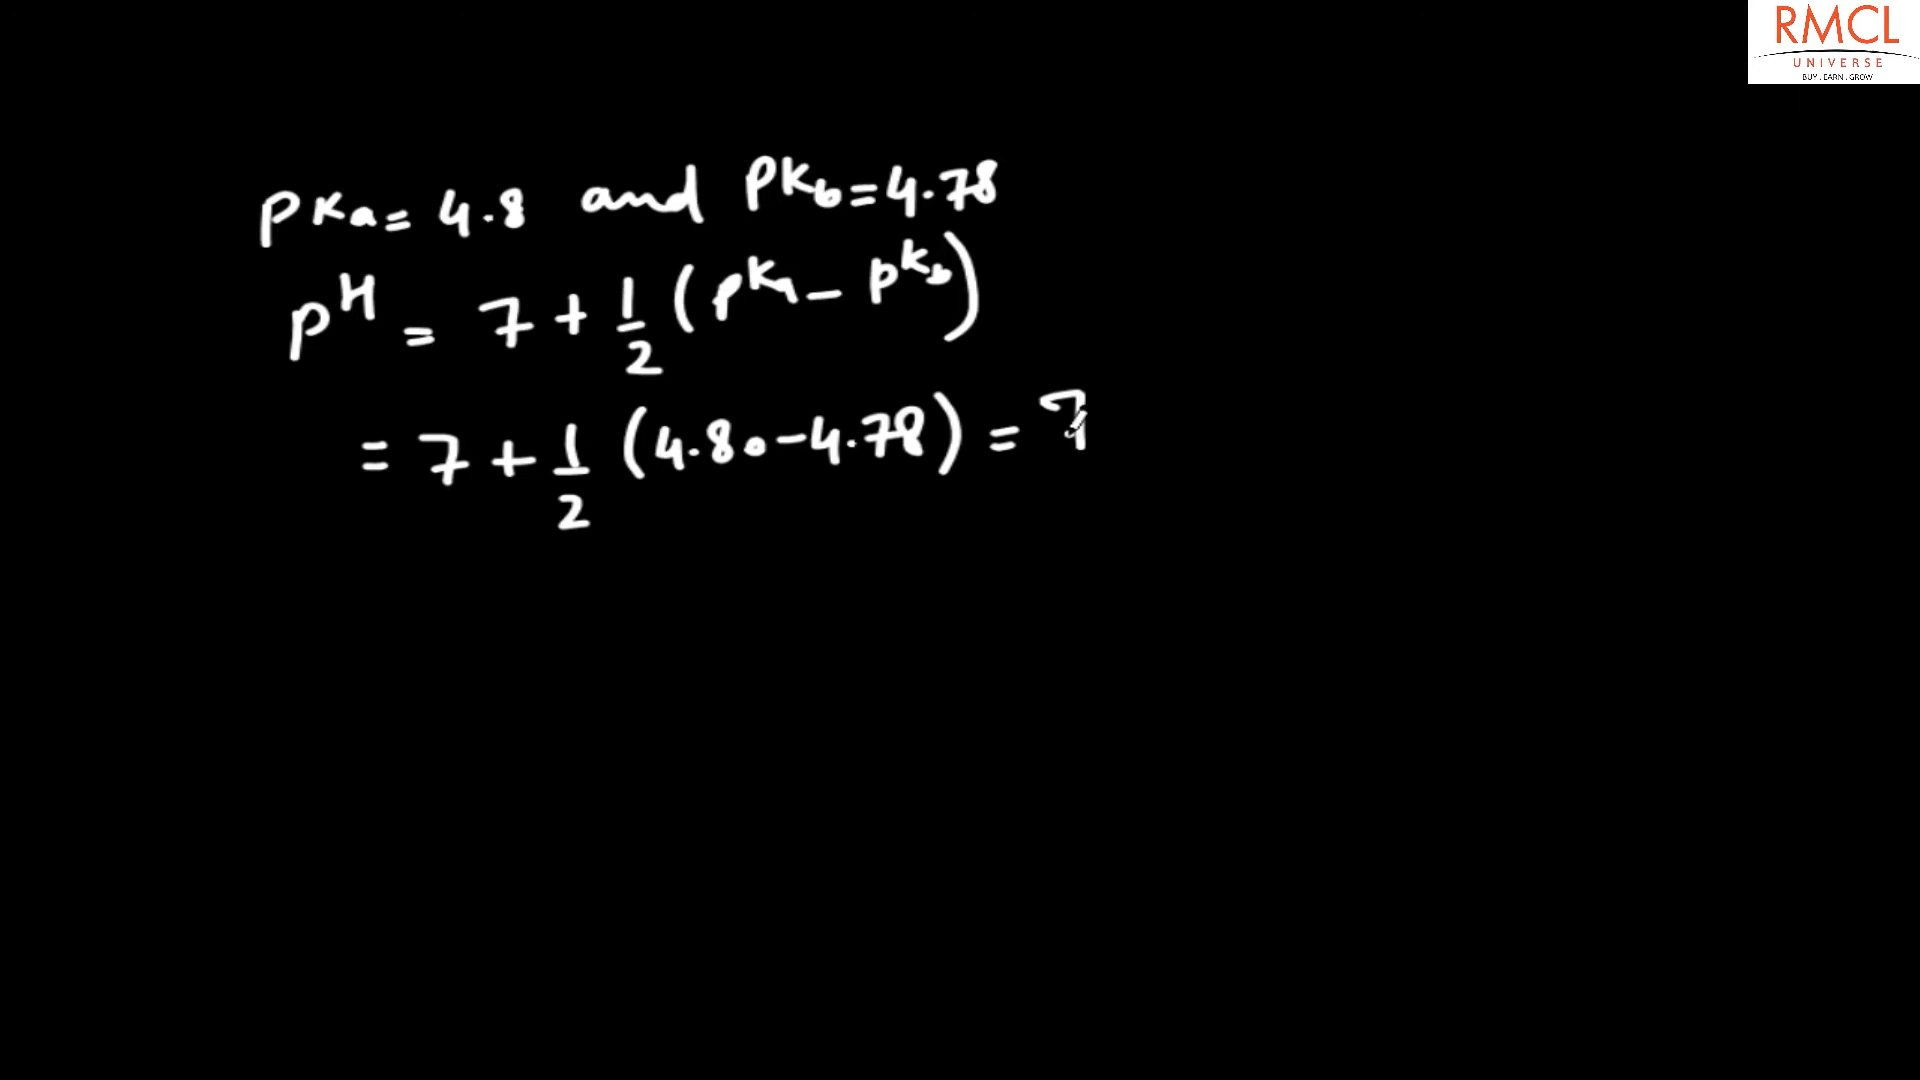 RMCL
UNIVERSE
BUY . EARN . GROW
pKa = 4.8 and pKb = 4.78
pH = 7 + 1/2 (pKa - pKb)
= 7 + 1/2 (4.80 - 4.78) = 7